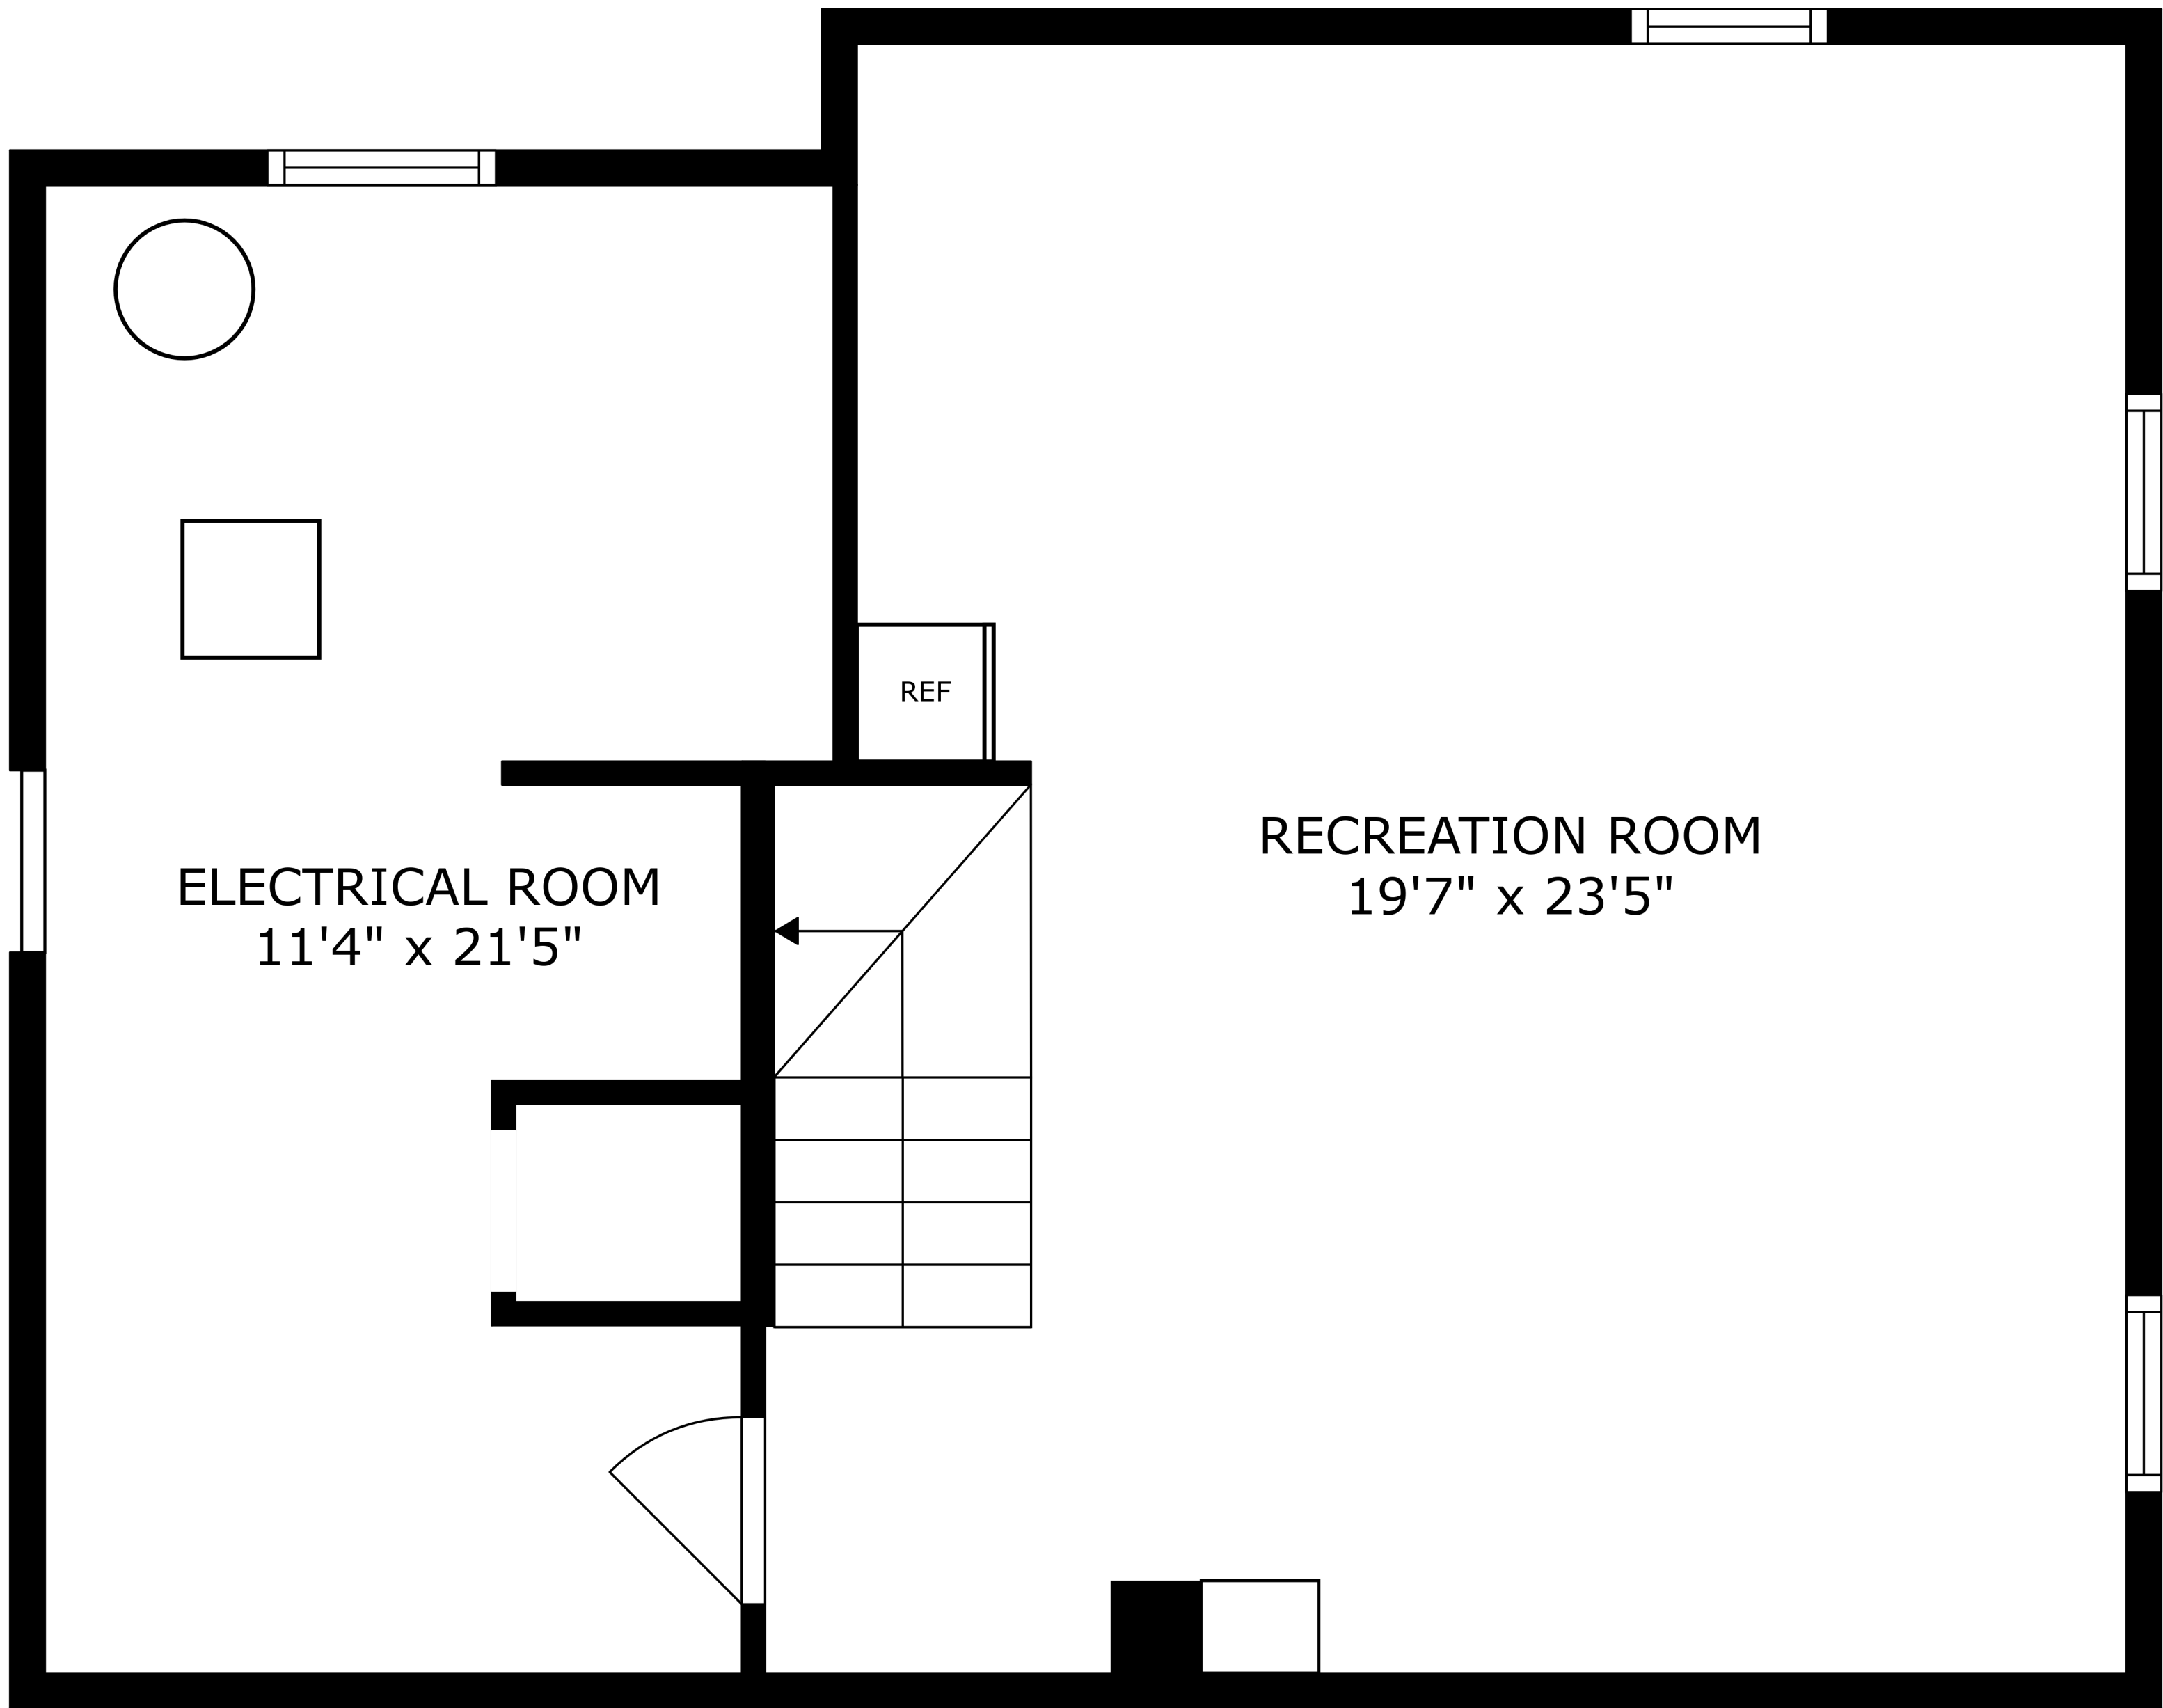 REF
RECREATION ROOM
19'7" x 23'5"
ELECTRICAL ROOM
11'4" x 21'5"